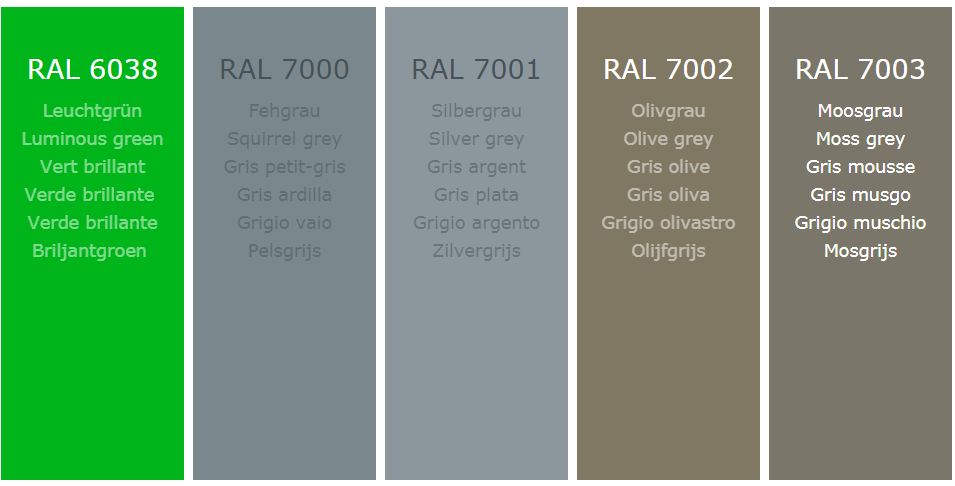 RAL 6038
Leuchtgrün
Luminous green
Vert brillant
Verde brillante
Verde brillante
Briljantgroen
RAL 7000
Fehgrau
Squirrel grey
Gris petit-gris
Gris ardilla
Grigio vaio
Pelsgrijs
RAL 7001
Silbergrau
Silver grey
Gris argent
Gris plata
Grigio argento
Zilvergrijs
RAL 7002
Olivgrau
Olive grey
Gris olive
Gris oliva
Grigio olivastro
Olijfgrijs
RAL 7003
Moosgrau
Moss grey
Gris mousse
Gris musgo
Grigio muschio
Mosgrijs